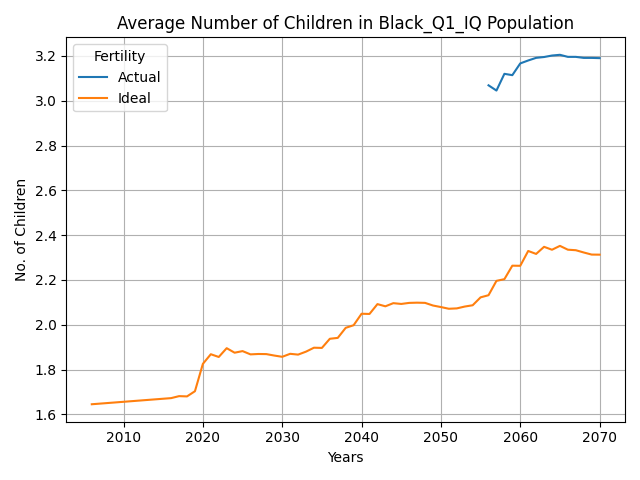 Average Number of Children in Black_Q1_IQ Population
Fertility
Actual
Ideal
No. of Children
3.2
3.0
2.8
2.6
2.4
2.2
2.0
1.8
1.6
2010 2020 2030 2040 2050 2060 2070
Years